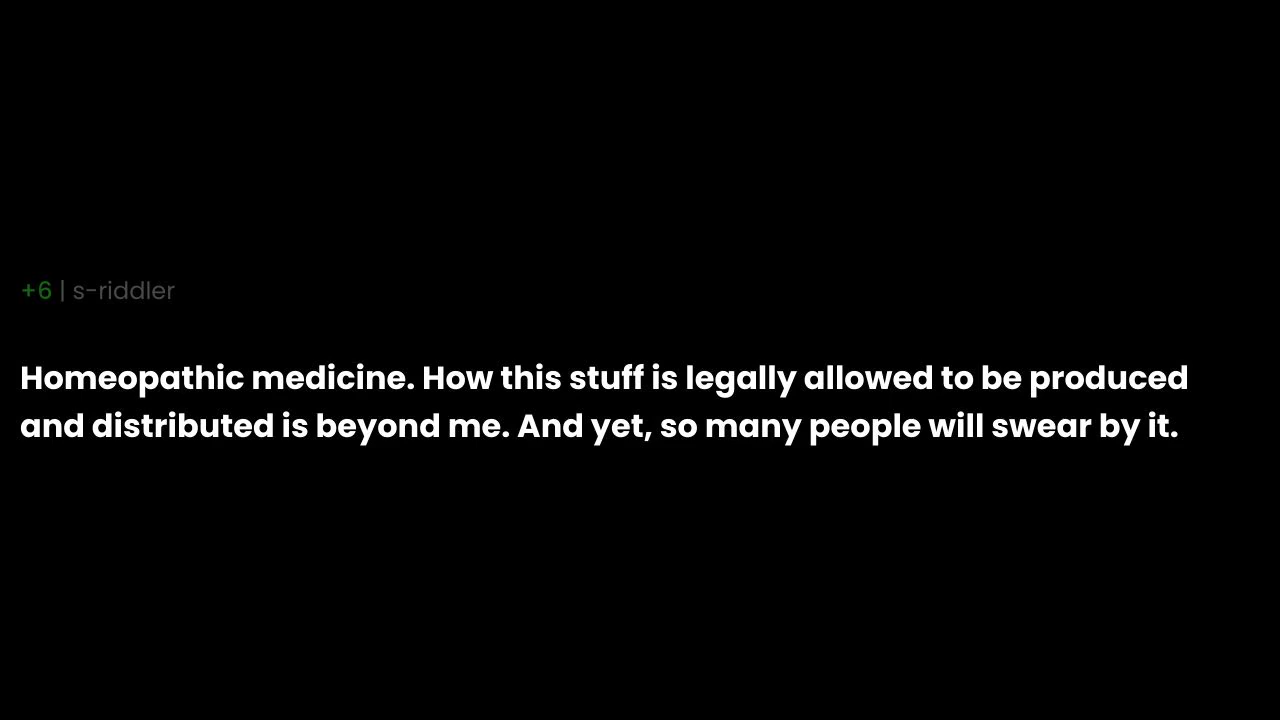 +6 | s-riddler
Homeopathic medicine. How this stuff is legally allowed to be produced
and distributed is beyond me. And yet, so many people will swear by it.